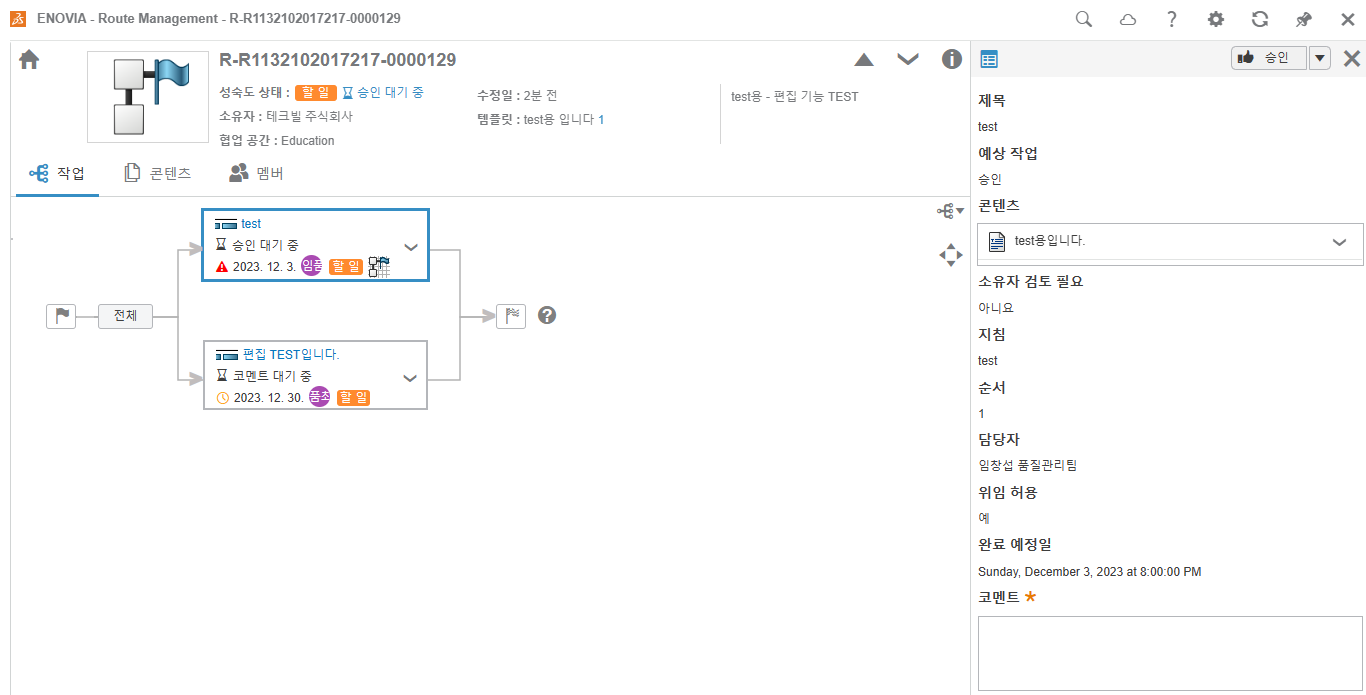 ENOVIA - Route Management - R-R1132102017217-0000129
R-R1132102017217-0000129
성숙도 상태 : 할 일 승인 대기 중
소유자 : 테크빌 주식회사
협업 공간 : Education
수정일 : 2분 전
템플릿 : test용 입니다 1
test용 - 편집 기능 TEST
작업
콘텐츠
멤버
test
승인 대기 중
2023. 12. 3. 임품 할 일
전체
편집 TEST입니다.
코멘트 대기 중
2023. 12. 30. 품초 할 일
승인
제목
test
예상 작업
승인
콘텐츠
test용입니다.
소유자 검토 필요
아니요
지침
test
순서
1
담당자
임창섭 품질관리팀
위임 허용
예
완료 예정일
Sunday, December 3, 2023 at 8:00:00 PM
코멘트 *